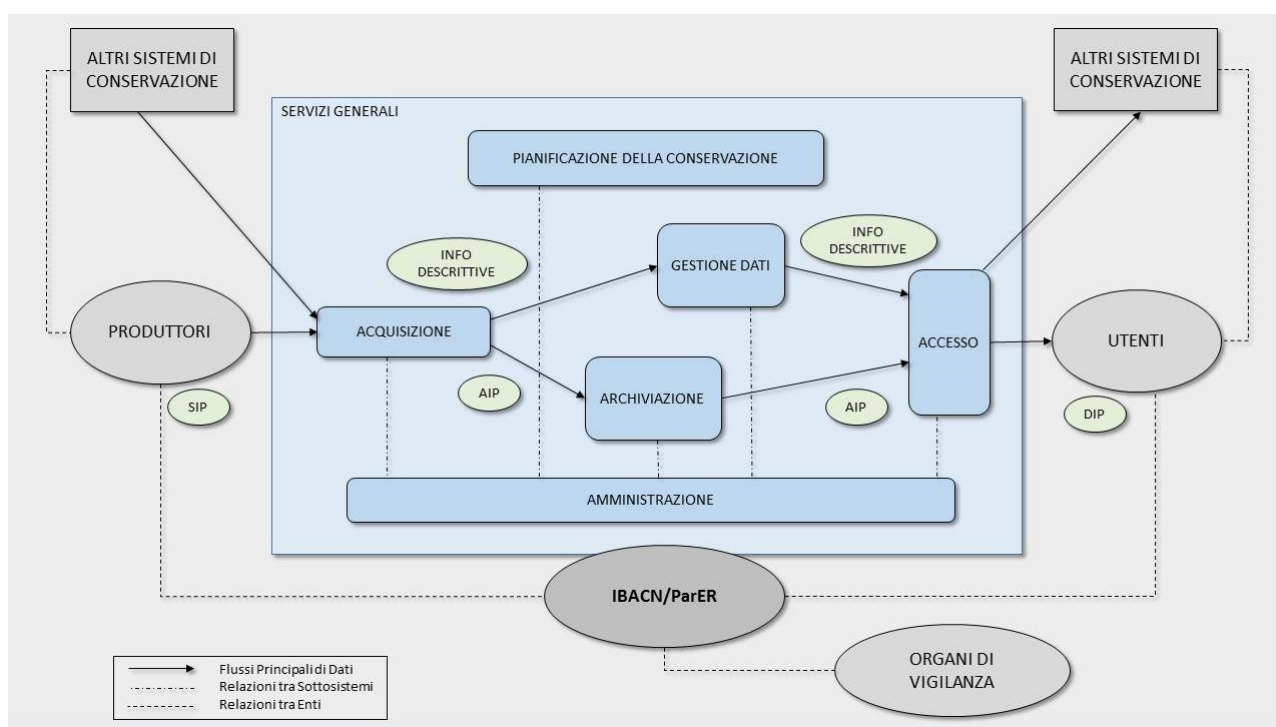 ALTRI SISTEMI DI
CONSERVAZIONE
ALTRI SISTEMI DI
CONSERVAZIONE
SERVIZI GENERALI
PIANIFICAZIONE DELLA CONSERVAZIONE
INFO
DESCRITTIVE
GESTIONE DATI
INFO
DESCRITTIVE
PRODUTTORI
ACQUISIZIONE
ACCESSO
UTENTI
SIP
AIP
ARCHIVIAZIONE
AIP
DIP
AMMINISTRAZIONE
IBACN/ParER
ORGANI DI
VIGILANZA
Flussi Principali di Dati
Relazioni tra Sottosistemi
Relazioni tra Enti